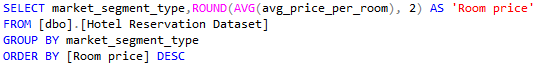 SELECT market_segment_type,ROUND(AVG(avg_price_per_room), 2) AS 'Room price'
FROM [dbo].[Hotel Reservation Dataset]
GROUP BY market_segment_type
ORDER BY [Room price] DESC